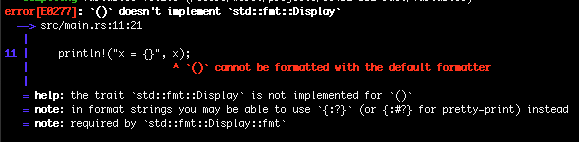 error[E0277]: `()` doesn't implement `std::fmt::Display`
--> src/main.rs:11:21
|
11 | println!("x = {}", x);
| ^ `()` cannot be formatted with the default formatter
|
= help: the trait `std::fmt::Display` is not implemented for `()`
= note: in format strings you may be able to use `{:?}` (or {:#?} for pretty-print) instead
= note: required by `std::fmt::Display::fmt`